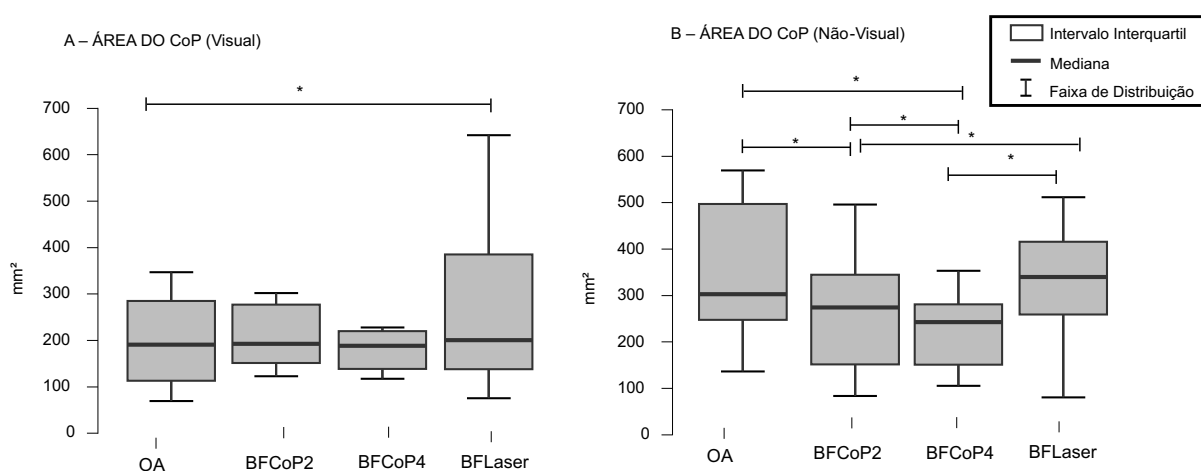 A – ÁREA DO CoP (Visual)
*
700
600
500
400
300
200
100
0
mm²
OA
BFCoP2
BFCoP4
BFLaser
B – ÁREA DO CoP (Não-Visual)
Intervalo Interquartil
Mediana
Faixa de Distribuição
*
*
*
*
*
700
600
500
400
300
200
100
0
mm²
OA
BFCoP2
BFCoP4
BFLaser